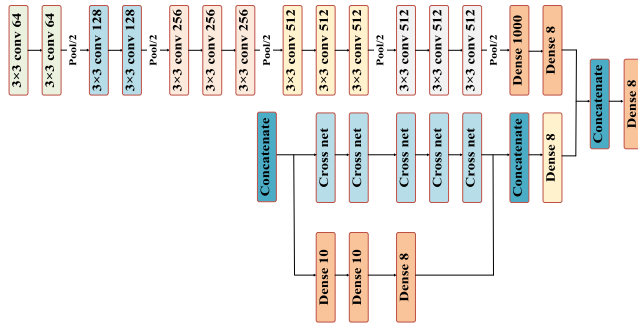 3×3 conv 64
3×3 conv 64
Pool/2
3×3 conv 128
3×3 conv 128
Pool/2
3×3 conv 256
3×3 conv 256
3×3 conv 256
Pool/2
3×3 conv 512
3×3 conv 512
3×3 conv 512
Pool/2
3×3 conv 512
3×3 conv 512
3×3 conv 512
Pool/2
Dense 1000
Dense 8
Concatenate
Cross net
Cross net
Cross net
Cross net
Cross net
Concatenate
Dense 8
Concatenate
Dense 8
Dense 10
Dense 10
Dense 8